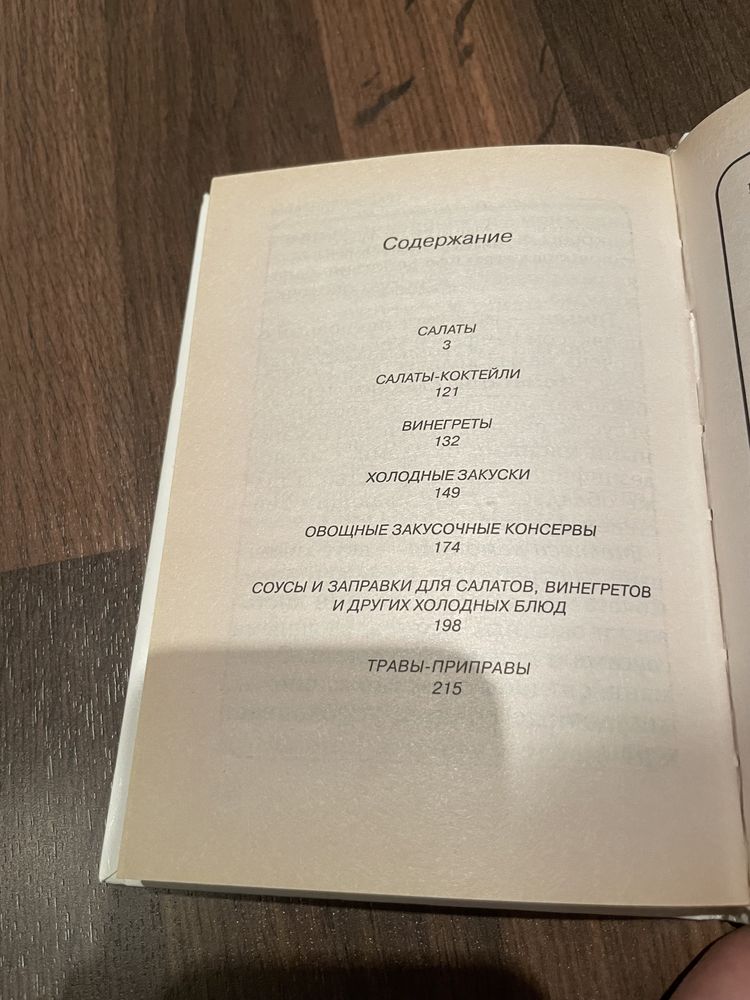 Содержание
САЛАТЫ
3
САЛАТЫ-КОКТЕЙЛИ
121
ВИНЕГРЕТЫ
132
ХОЛОДНЫЕ ЗАКУСКИ
149
ОВОЩНЫЕ ЗАКУСОЧНЫЕ КОНСЕРВЫ
174
СОУСЫ И ЗАПРАВКИ ДЛЯ САЛАТОВ, ВИНЕГРЕТОВ
И ДРУГИХ ХОЛОДНЫХ БЛЮД
198
ТРАВЫ-ПРИПРАВЫ
215